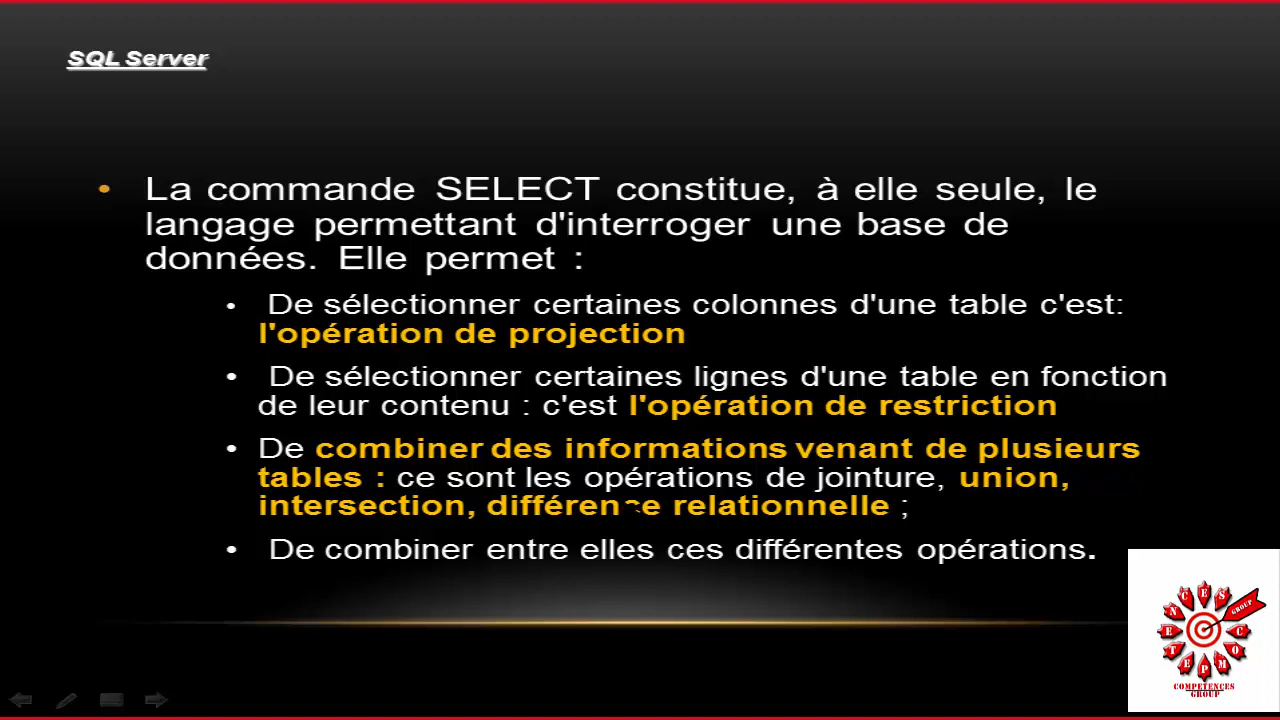 SQL Server
• La commande SELECT constitue, à elle seule, le
langage permettant d'interroger une base de
données. Elle permet :
• De sélectionner certaines colonnes d'une table c'est:
l'opération de projection
• De sélectionner certaines lignes d'une table en fonction
de leur contenu : c'est l'opération de restriction
• De combiner des informations venant de plusieurs
tables : ce sont les opérations de jointure, union,
intersection, différence relationnelle ;
• De combiner entre elles ces différentes opérations.
COMPETENCES
GROUP
COMPETENCES
GROUP